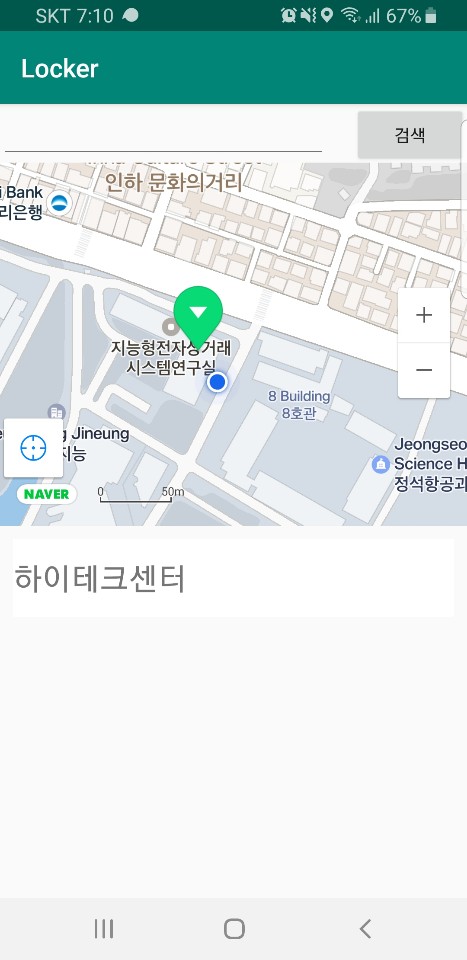 SKT 7:10
67%
Locker
검색
인하 문화의거리
i Bank
리은행
지능형전자상거래
시스템연구실
8 Building
8호관
g Jineung
지능
Jeongseo
Science H
정석항공과
NAVER
0
50m
하이테크센터